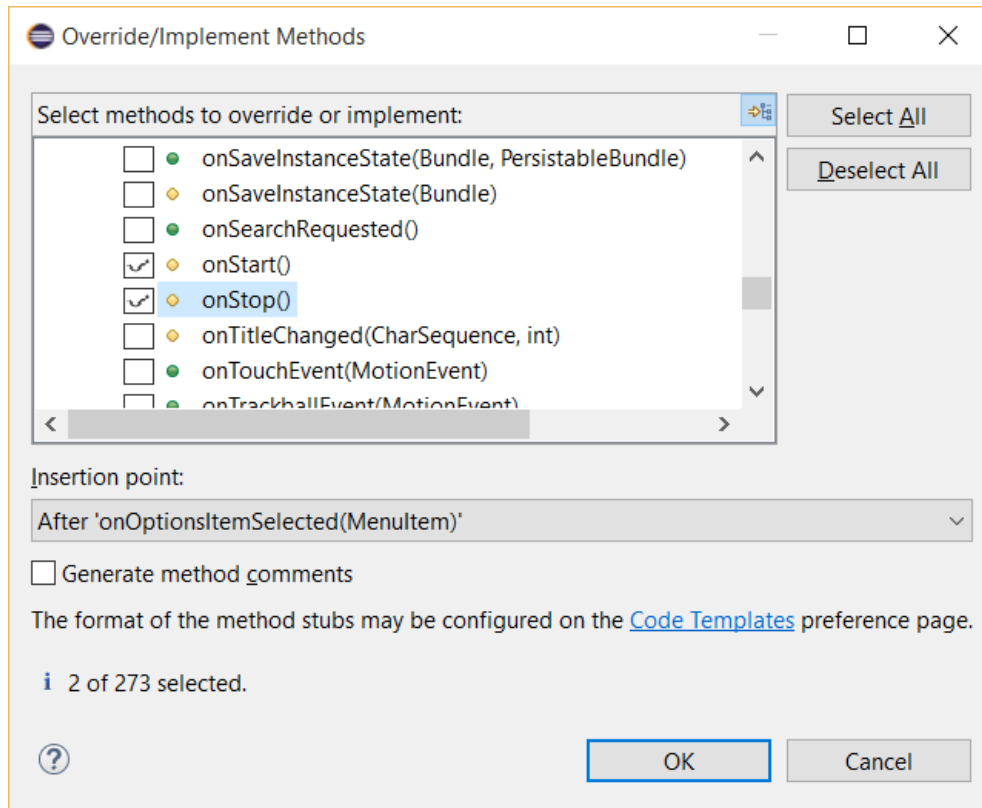 Override/Implement Methods
Select methods to override or implement:
Select All
Deselect All
onSaveInstanceState(Bundle, PersistableBundle)
onSaveInstanceState(Bundle)
onSearchRequested()
onStart()
onStop()
onTitleChanged(CharSequence, int)
onTouchEvent(MotionEvent)
onTrackballEvent(MotionEvent)
Insertion point:
After 'onOptionsItemSelected(MenuItem)'
Generate method comments
The format of the method stubs may be configured on the Code Templates preference page.
i 2 of 273 selected.
? OK Cancel